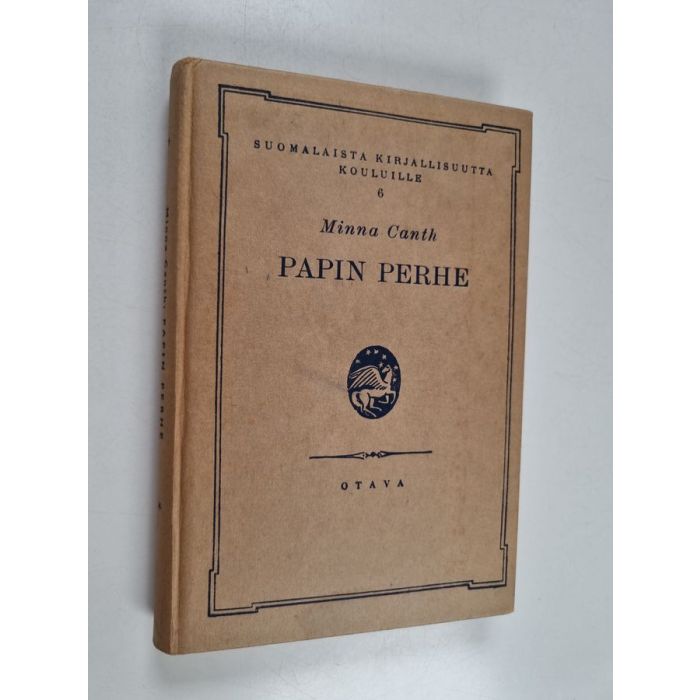 SUOMALAISTA KIRJALLISUUTTA
KOULUILLE
6
Minna Canth
PAPIN PERHE
OTAVA
Minna Canth: PAPIN PERHE